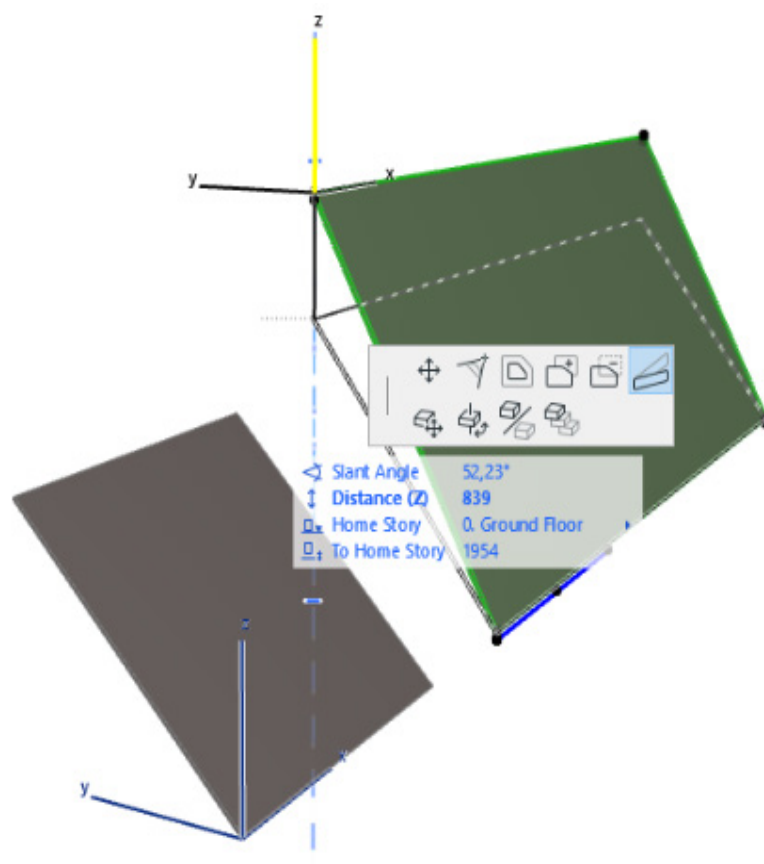 z
y
x
Slant Angle 52,23°
Distance (Z) 839
Home Story 0. Ground Floor
To Home Story 1954
z
x
y